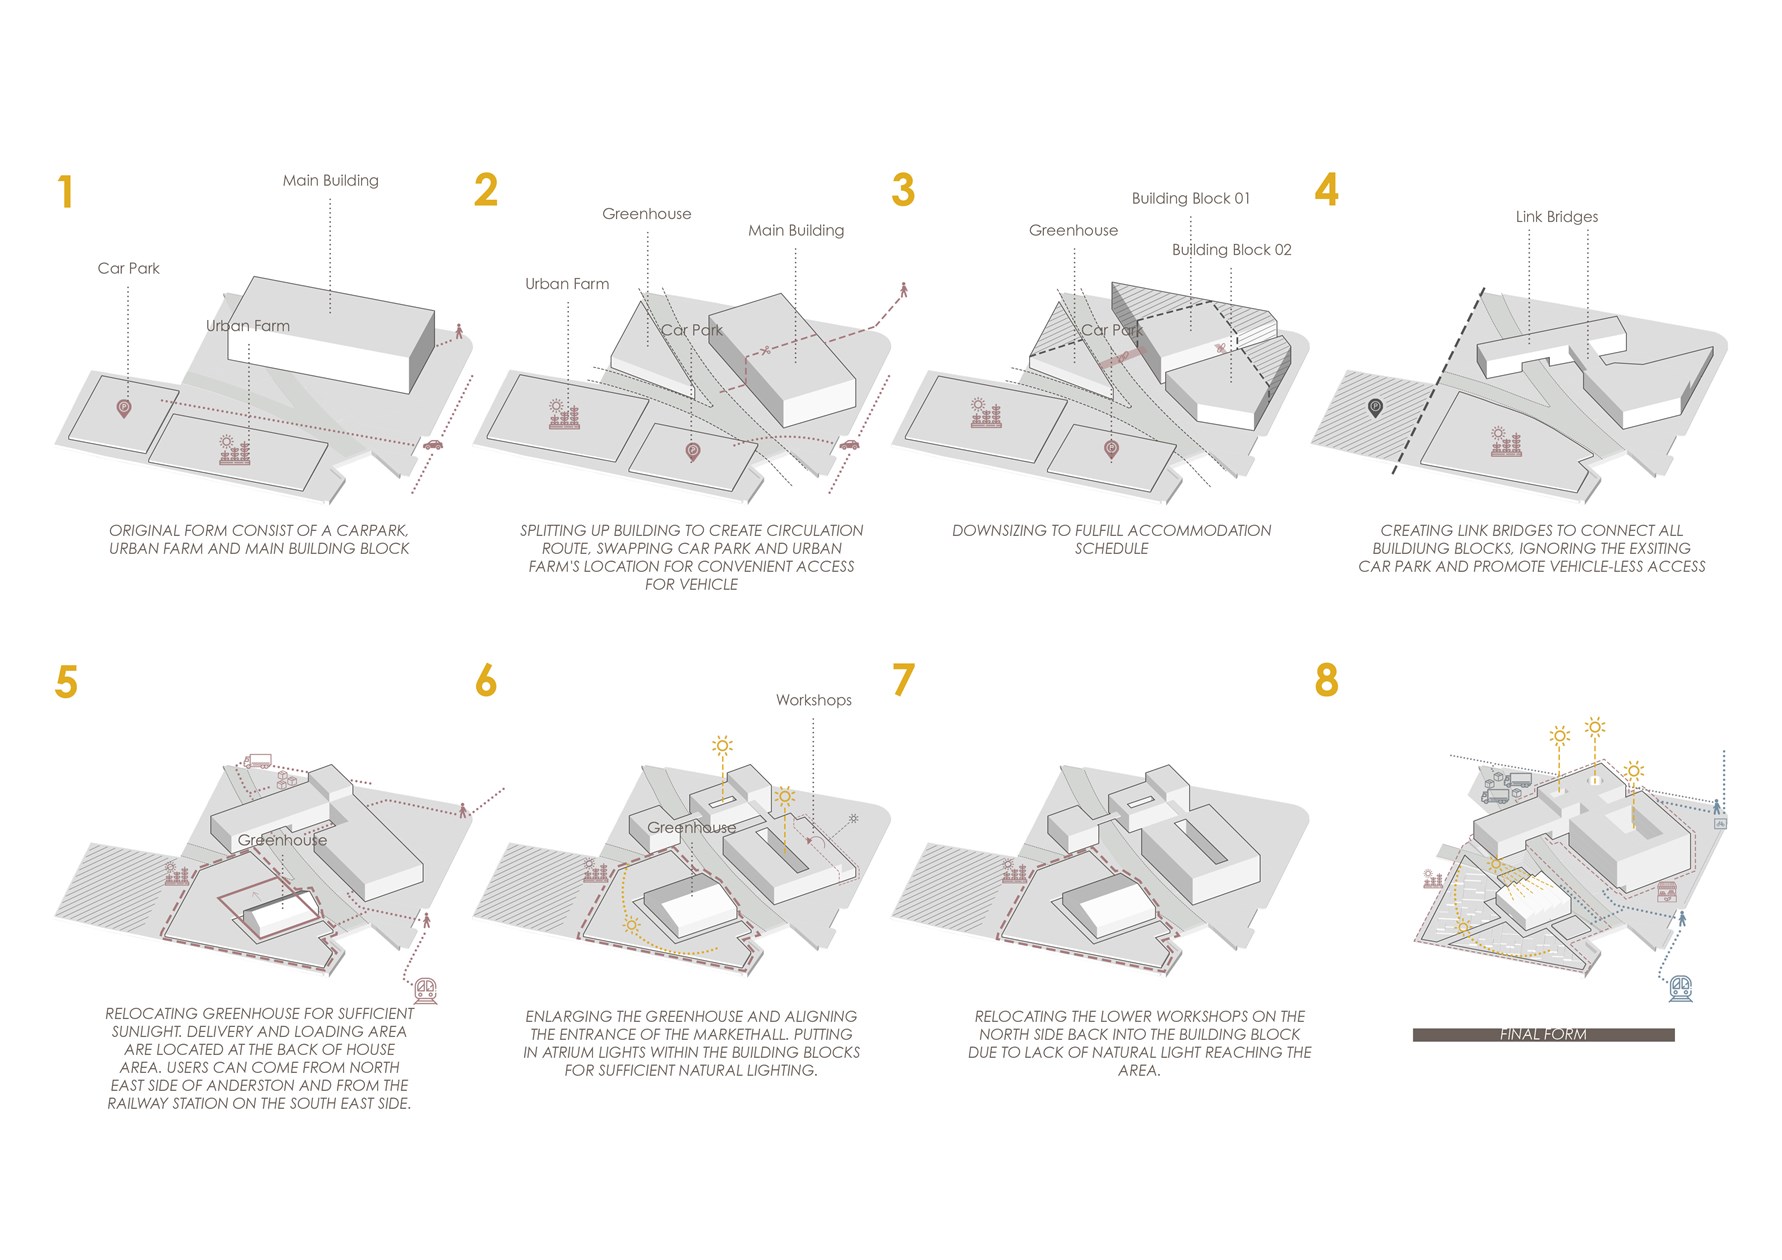 1
Main Building
Car Park
Urban Farm
ORIGINAL FORM CONSIST OF A CARPARK,
URBAN FARM AND MAIN BUILDING BLOCK
2
Greenhouse
Main Building
Urban Farm
Car Park
SPLITTING UP BUILDING TO CREATE CIRCULATION
ROUTE, SWAPPING CAR PARK AND URBAN
FARM'S LOCATION FOR CONVENIENT ACCESS
FOR VEHICLE
3
Building Block 01
Greenhouse
Building Block 02
Car Park
DOWNSIZING TO FULFILL ACCOMMODATION
SCHEDULE
4
Link Bridges
CREATING LINK BRIDGES TO CONNECT ALL
BUILDIUNG BLOCKS, IGNORING THE EXSITING
CAR PARK AND PROMOTE VEHICLE-LESS ACCESS
5
Greenhouse
RELOCATING GREENHOUSE FOR SUFFICIENT
SUNLIGHT. DELIVERY AND LOADING AREA
ARE LOCATED AT THE BACK OF HOUSE
AREA. USERS CAN COME FROM NORTH
EAST SIDE OF ANDERSTON AND FROM THE
RAILWAY STATION ON THE SOUTH EAST SIDE.
6
Workshops
Greenhouse
ENLARGING THE GREENHOUSE AND ALIGNING
THE ENTRANCE OF THE MARKETHALL. PUTTING
IN ATRIUM LIGHTS WITHIN THE BUILDING BLOCKS
FOR SUFFICIENT NATURAL LIGHTING.
7
RELOCATING THE LOWER WORKSHOPS ON THE
NORTH SIDE BACK INTO THE BUILDING BLOCK
DUE TO LACK OF NATURAL LIGHT REACHING THE
AREA.
8
FINAL FORM